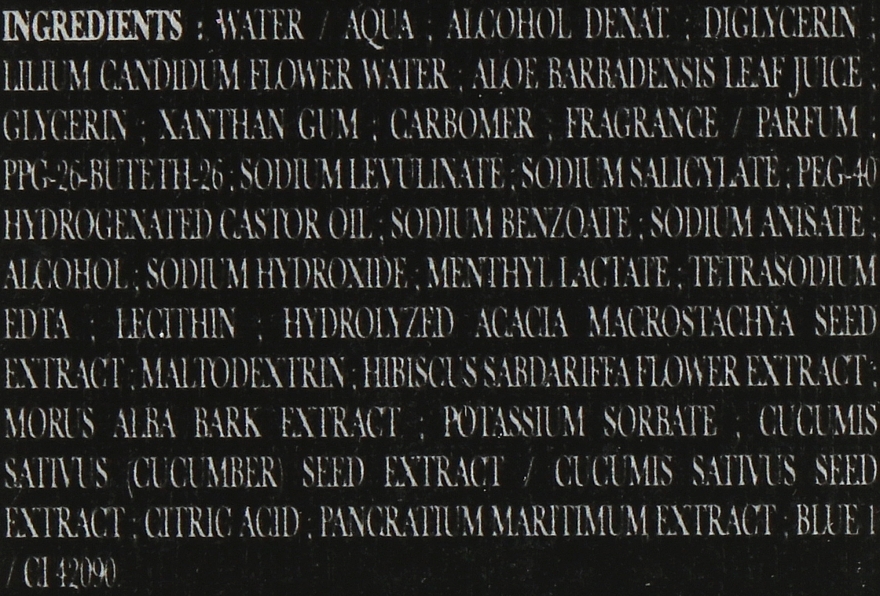 INGREDIENTS : WATER / AQUA ; ALCOHOL DENAT ; DIGLYCERIN ;
LILIUM CANDIDUM FLOWER WATER ; ALOE BARBADENSIS LEAF JUICE ;
GLYCERIN ; XANTHAN GUM ; CARBOMER ; FRAGRANCE / PARFUM ;
PPG-26-BUTETH-26 ; SODIUM LEVULINATE ; SODIUM SALICYLATE ; PEG-40
HYDROGENATED CASTOR OIL ; SODIUM BENZOATE ; SODIUM ANISATE ;
ALCOHOL ; SODIUM HYDROXIDE ; MENTHYL LACTATE ; TETRASODIUM
EDTA ; LECITHIN ; HYDROLYZED ACACIA MACROSTACHYA SEED
EXTRACT ; MALTODEXTRIN ; HIBISCUS SABDARIFFA FLOWER EXTRACT ;
MORUS ALBA BARK EXTRACT ; POTASSIUM SORBATE ; CUCUMIS
SATIVUS (CUCUMBER) SEED EXTRACT / CUCUMIS SATIVUS SEED
EXTRACT ; CITRIC ACID ; PANCRATIUM MARITIMUM EXTRACT ; BLUE 1
/ CI 42090